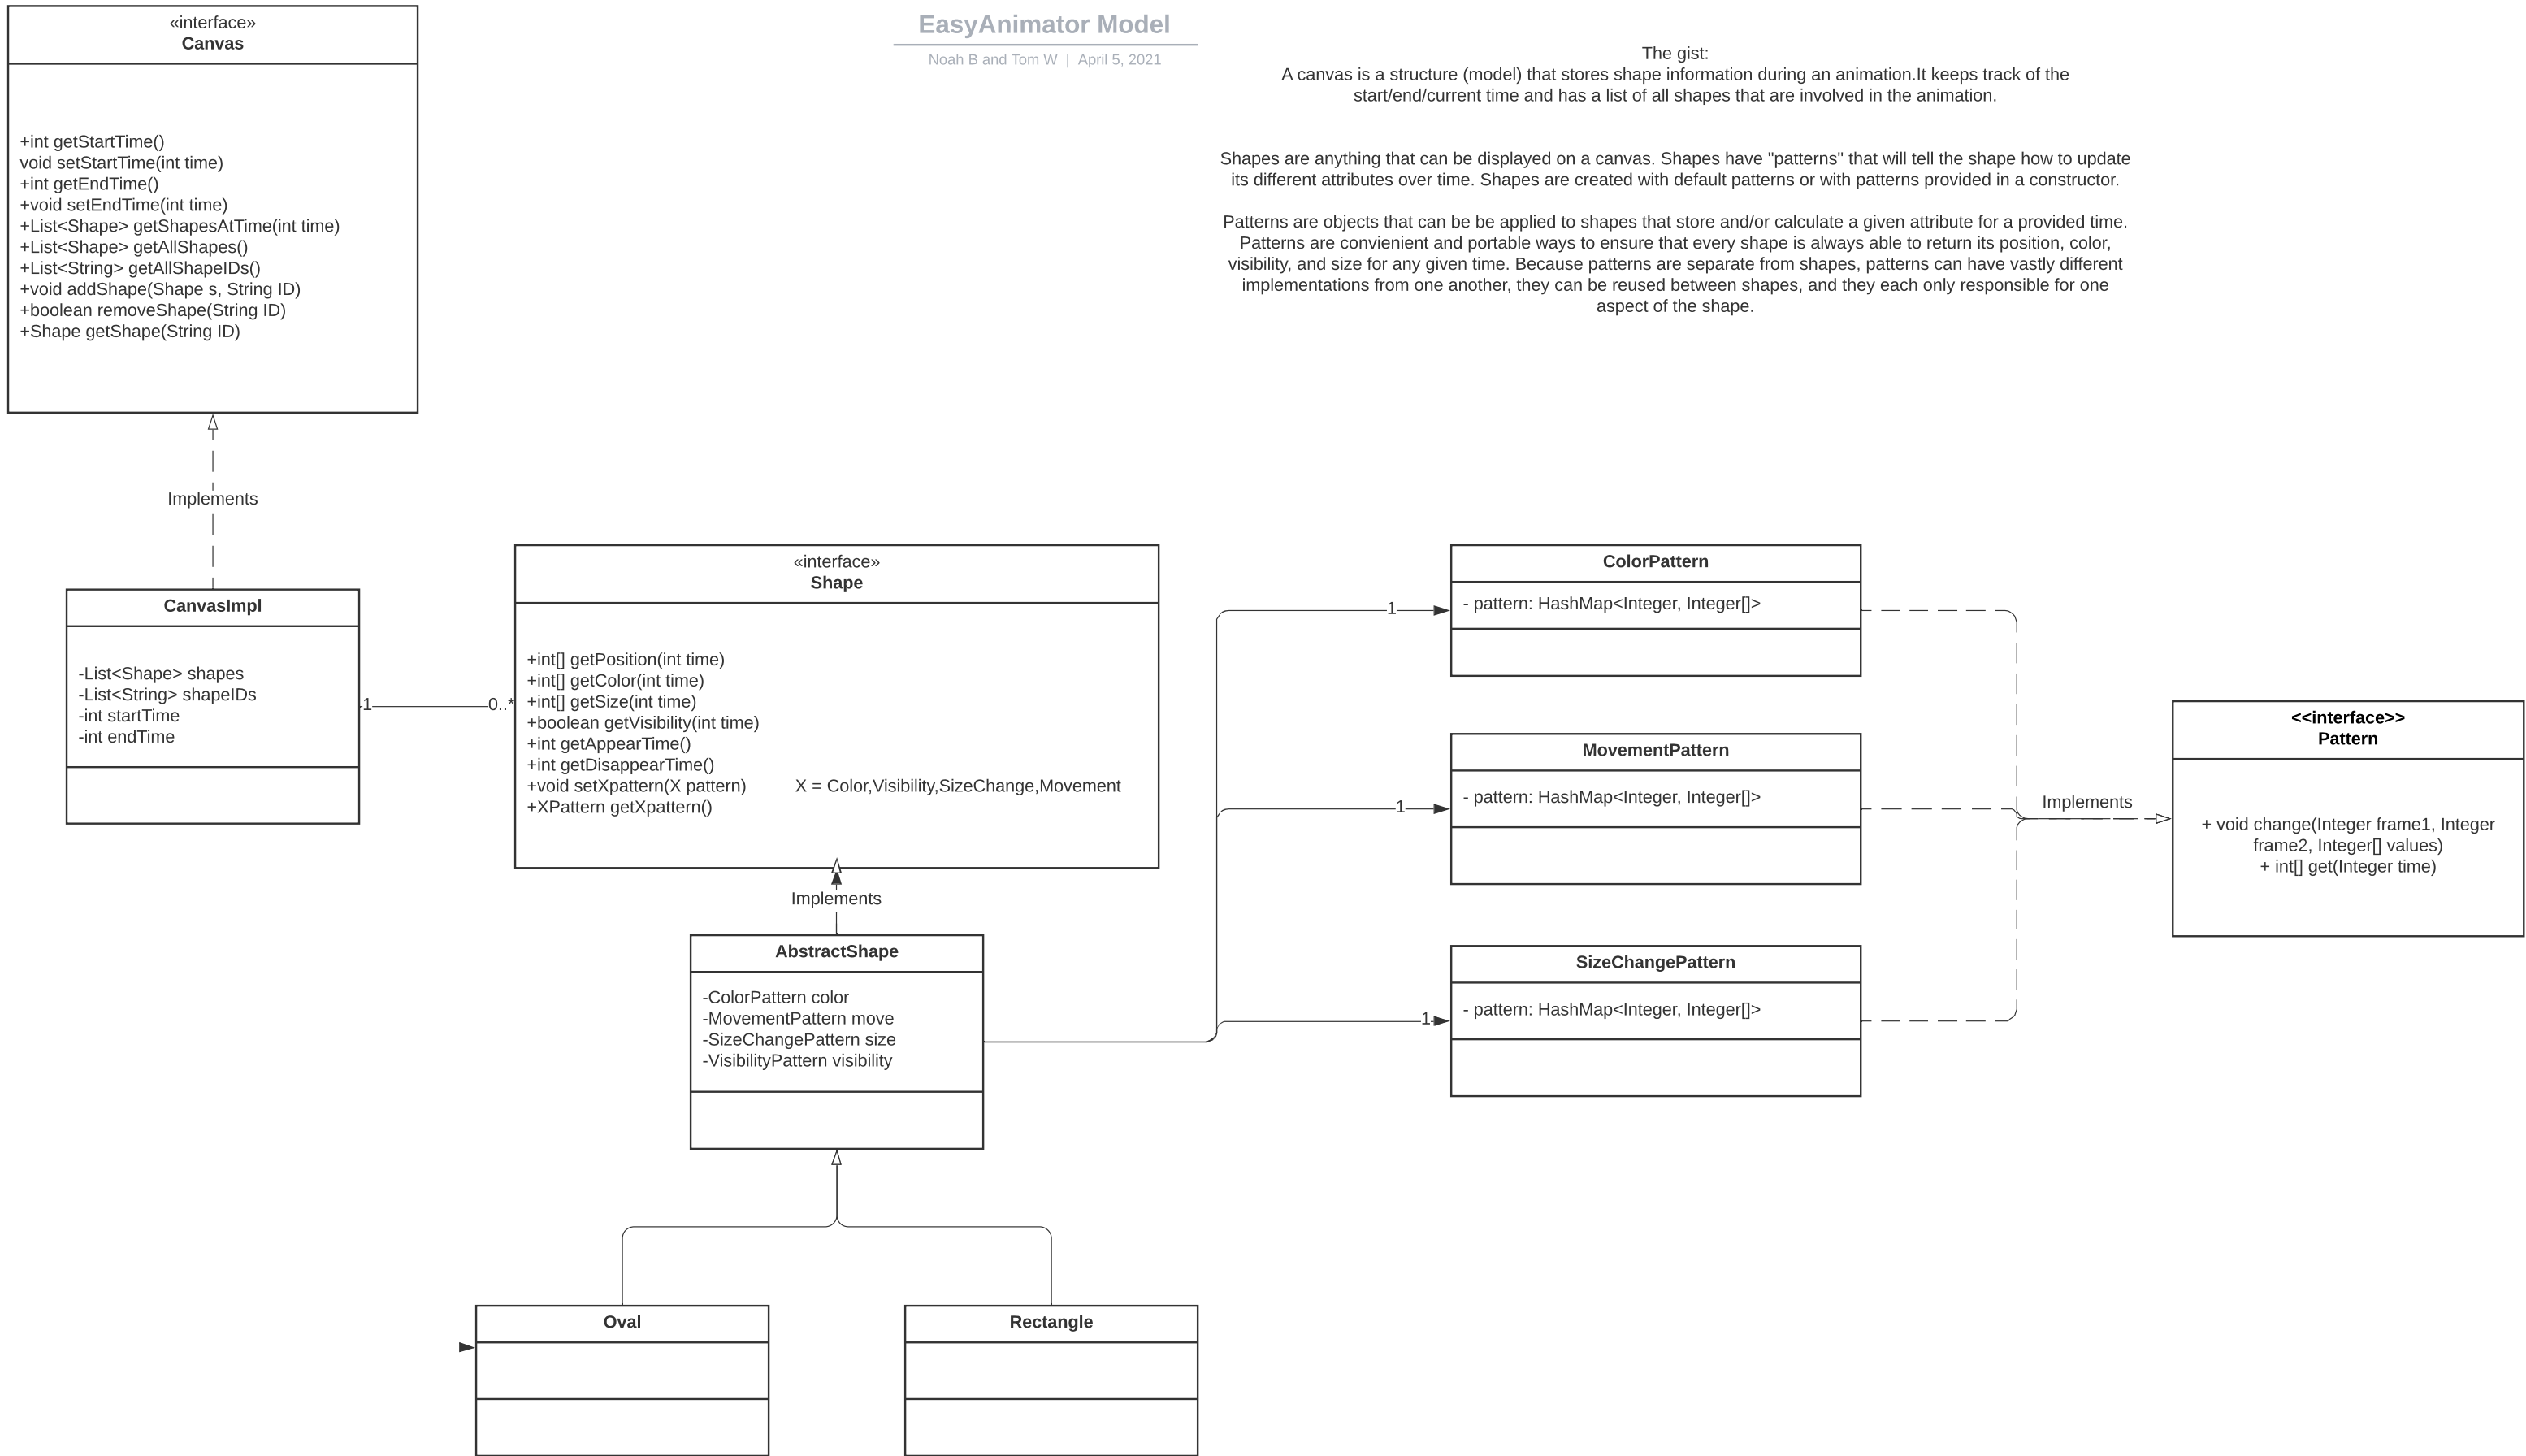 «interface»
Canvas
+int getStartTime()
void setStartTime(int time)
+int getEndTime()
+void setEndTime(int time)
+List<Shape> getShapesAtTime(int time)
+List<Shape> getAllShapes()
+List<String> getAllShapeIDs()
+void addShape(Shape s, String ID)
+boolean removeShape(String ID)
+Shape getShape(String ID)
EasyAnimator Model
Noah B and Tom W | April 5, 2021
The gist:
A canvas is a structure (model) that stores shape information during an animation.It keeps track of the
start/end/current time and has a list of all shapes that are involved in the animation.
Shapes are anything that can be displayed on a canvas. Shapes have "patterns" that will tell the shape how to update
its different attributes over time. Shapes are created with default patterns or with patterns provided in a constructor.
Patterns are objects that can be be applied to shapes that store and/or calculate a given attribute for a provided time.
Patterns are convienient and portable ways to ensure that every shape is always able to return its position, color,
visibility, and size for any given time. Because patterns are separate from shapes, patterns can have vastly different
implementations from one another, they can be reused between shapes, and they each only responsible for one
aspect of the shape.
Implements
CanvasImpl
-List<Shape> shapes
-List<String> shapeIDs
-int startTime
-int endTime
1
0..*
«interface»
Shape
+int[] getPosition(int time)
+int[] getColor(int time)
+int[] getSize(int time)
+boolean getVisibility(int time)
+int getAppearTime()
+int getDisappearTime()
+void setXpattern(X pattern) X = Color,Visibility,SizeChange,Movement
+XPattern getXpattern()
Implements
AbstractShape
-ColorPattern color
-MovementPattern move
-SizeChangePattern size
-VisibilityPattern visibility
Oval
Rectangle
1
ColorPattern
- pattern: HashMap<Integer, Integer[]>
1
MovementPattern
- pattern: HashMap<Integer, Integer[]>
1
SizeChangePattern
- pattern: HashMap<Integer, Integer[]>
Implements
<<interface>>
Pattern
+ void change(Integer frame1, Integer
frame2, Integer[] values)
+ int[] get(Integer time)